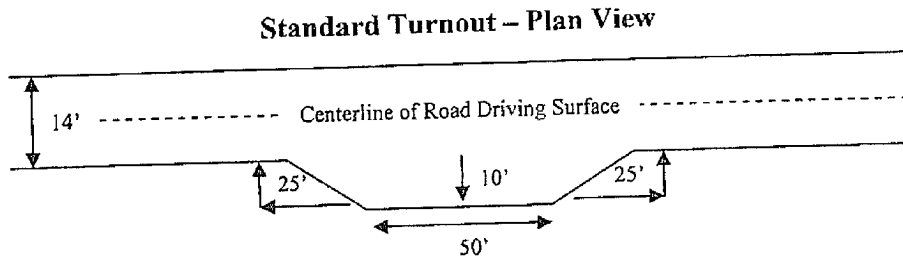 Standard Turnout – Plan View
14'
Centerline of Road Driving Surface
25'
10'
25'
50'